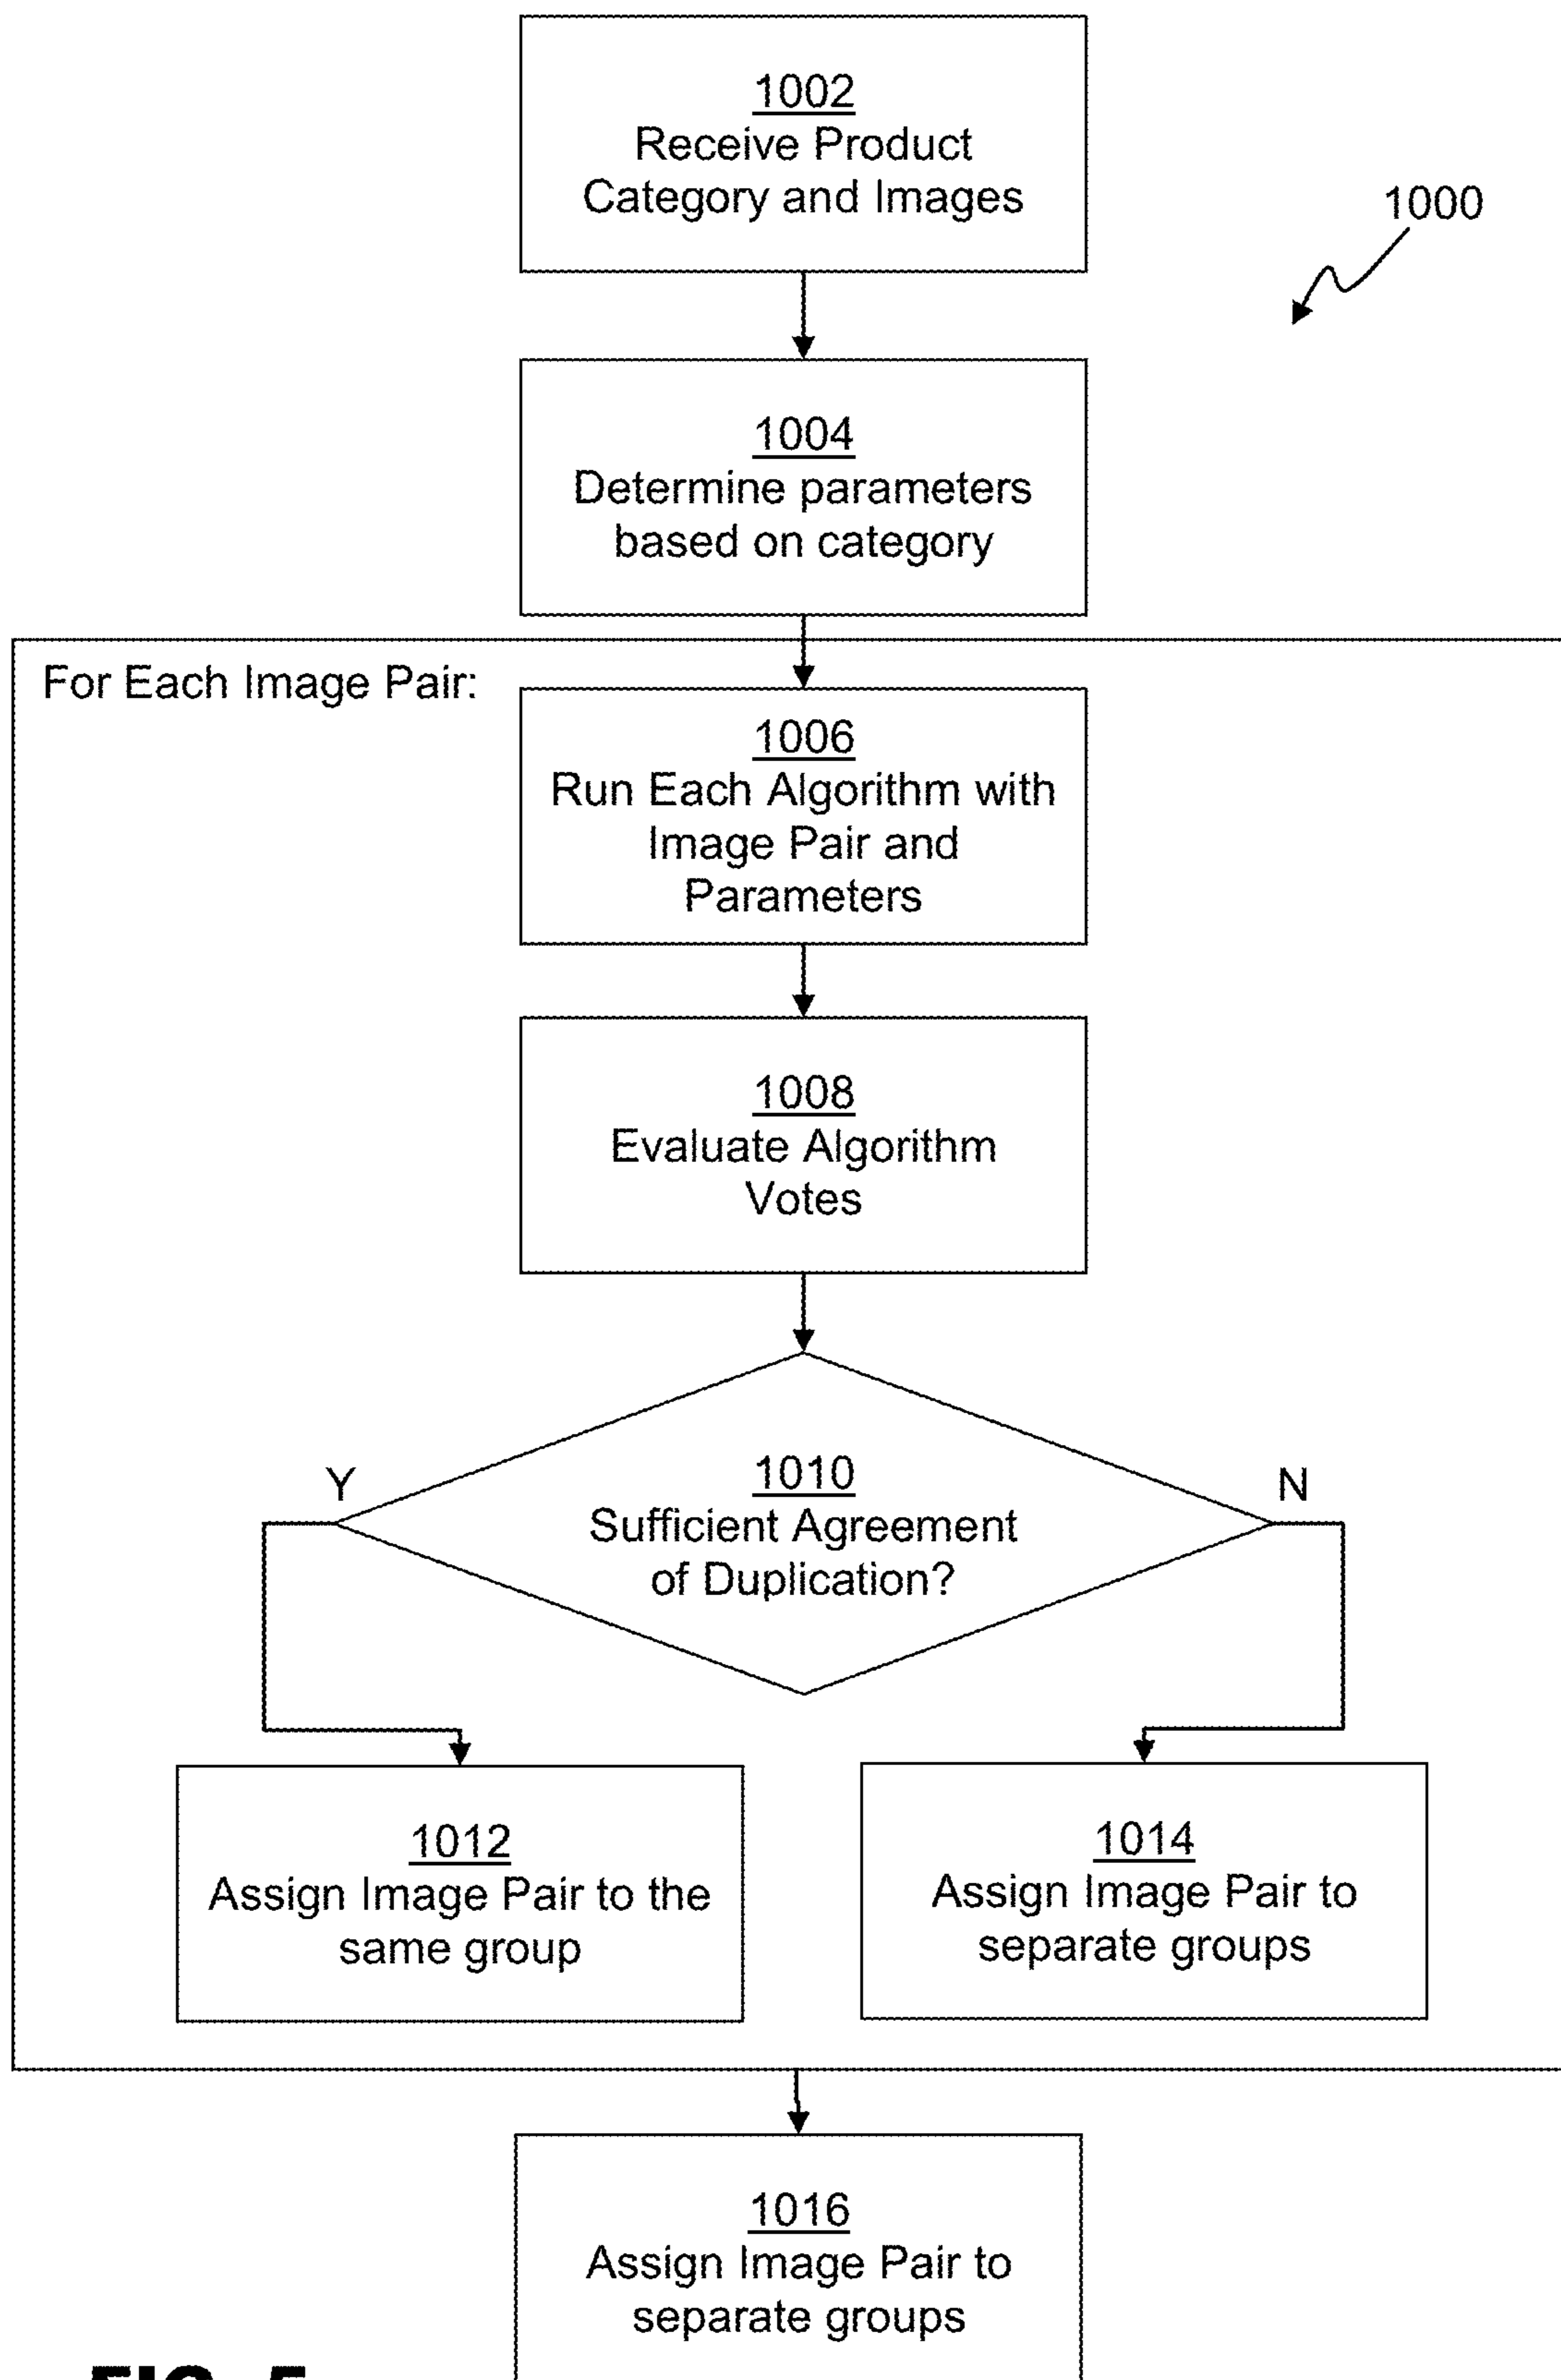 1002
Receive Product
Category and Images
1000
1004
Determine parameters
based on category
For Each Image Pair:
1006
Run Each Algorithm with
Image Pair and
Parameters
1008
Evaluate Algorithm
Votes
Y
1010
N
Sufficient Agreement
of Duplication?
1012
Assign Image Pair to the
same group
1014
Assign Image Pair to
separate groups
1016
Assign Image Pair to
separate groups